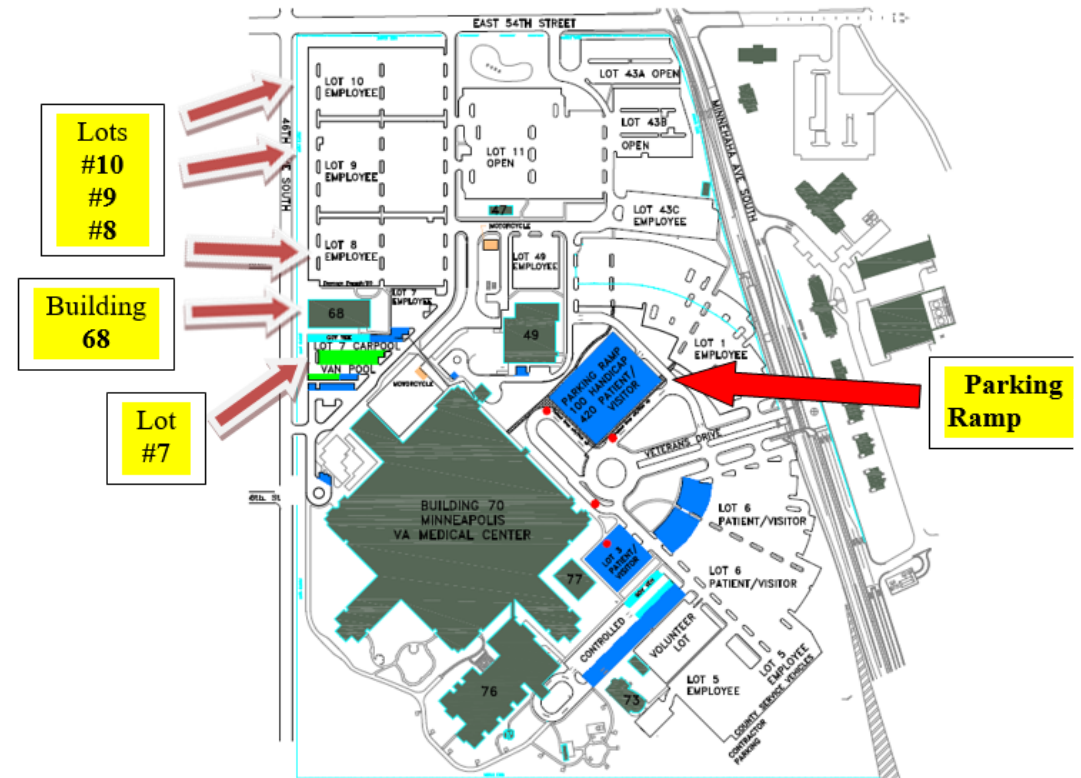 EAST 54TH STREET
LOT 10
EMPLOYEE
LOT 43A OPEN
Lots
#10
#9
#8
46TH AVE SOUTH
MINNEHAHA AVE SOUTH
LOT 43B
OPEN
LOT 11
OPEN
LOT 9
EMPLOYEE
47
MOTORCYCLE
LOT 43C
EMPLOYEE
LOT 8
EMPLOYEE
LOT 49
EMPLOYEE
LOT 7
EMPLOYEE
Building
68
68
49
LOT 7 CARPOOL
VAN POOL
MOTORCYCLE
LOT 1
EMPLOYEE
PARKING RAMP
100 HANDICAP
420 PATIENT/
VISITOR
Parking
Ramp
Lot
#7
VETERANS DRIVE
BUILDING 70
MINNEAPOLIS
VA MEDICAL CENTER
LOT 6
PATIENT/VISITOR
LOT 3
PATIENT/
VISITOR
LOT 6
PATIENT/VISITOR
77
CONTROLLED
VOLUNTEER
LOT
LOT 5
EMPLOYEE
LOT 5
EMPLOYEE
76
73
COUNTY SERVICE VEHICLES
CONTRACTOR
PARKING